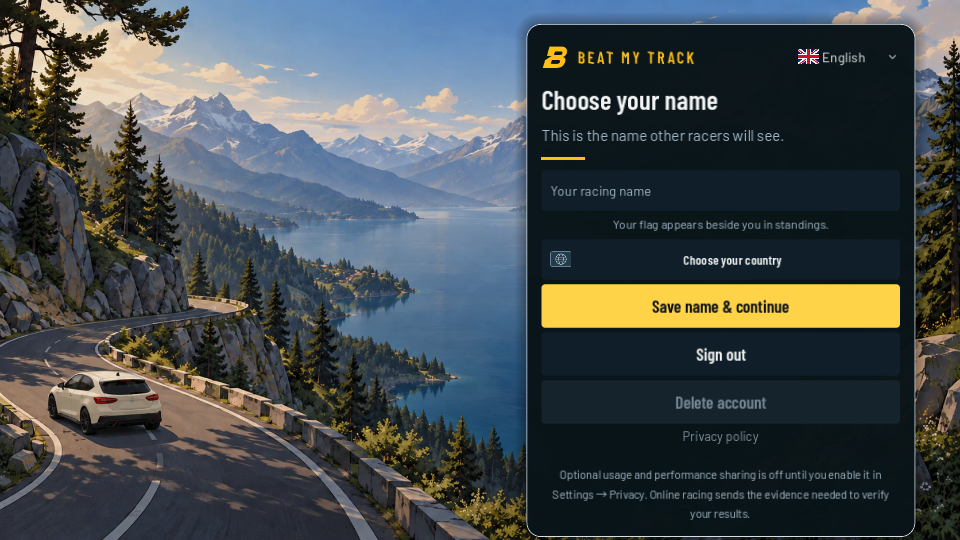 BEAT MY TRACK
English
Choose your name
This is the name other racers will see.
Your racing name
Your flag appears beside you in standings.
Choose your country
Save name & continue
Sign out
Delete account
Privacy policy
Optional usage and performance sharing is off until you enable it in
Settings → Privacy. Online racing sends the evidence needed to verify
your results.